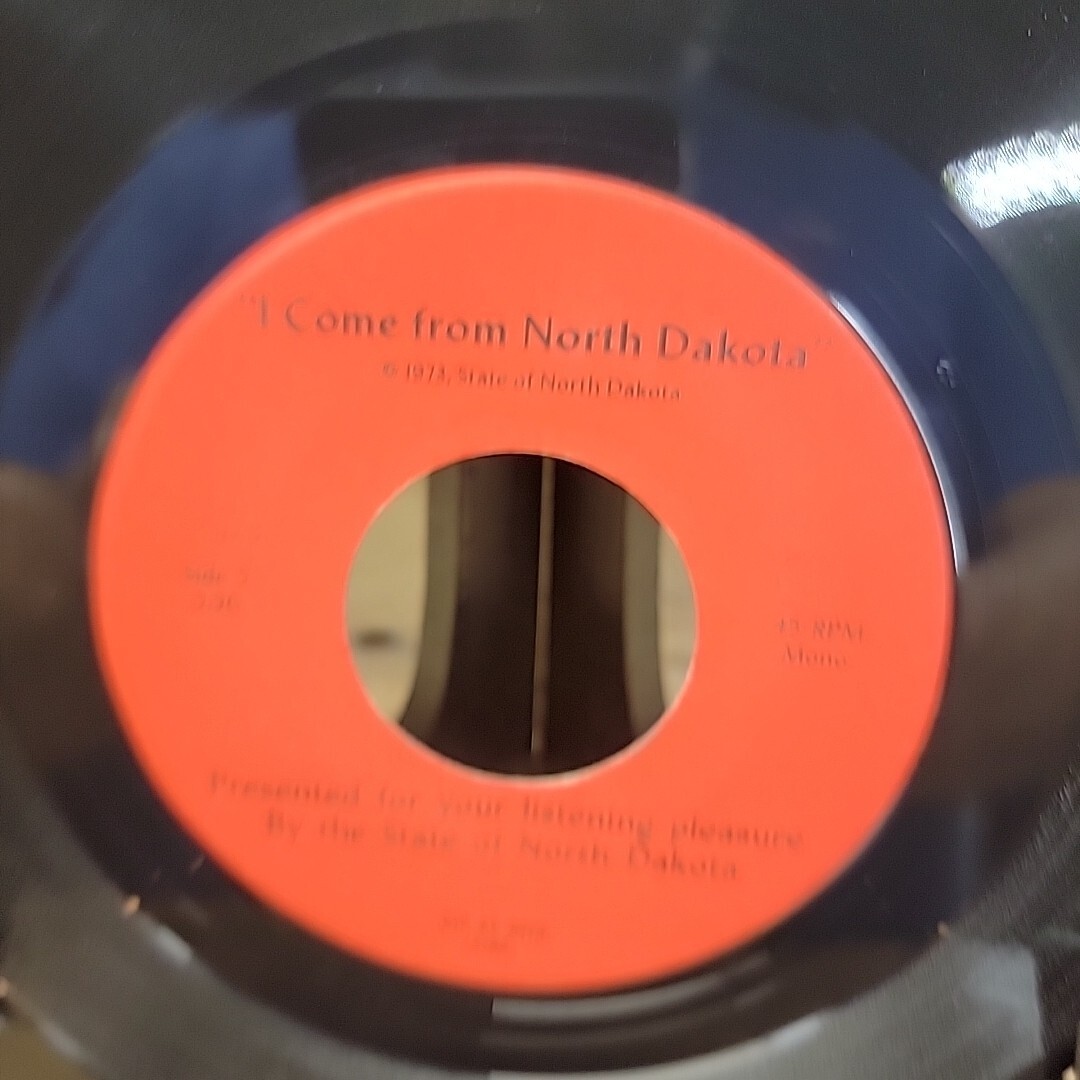 "I Come from North Dakota"
© 1973, State of North Dakota
Side
45 RPM
Mono
Presented for your listening pleasure
By the State of North Dakota